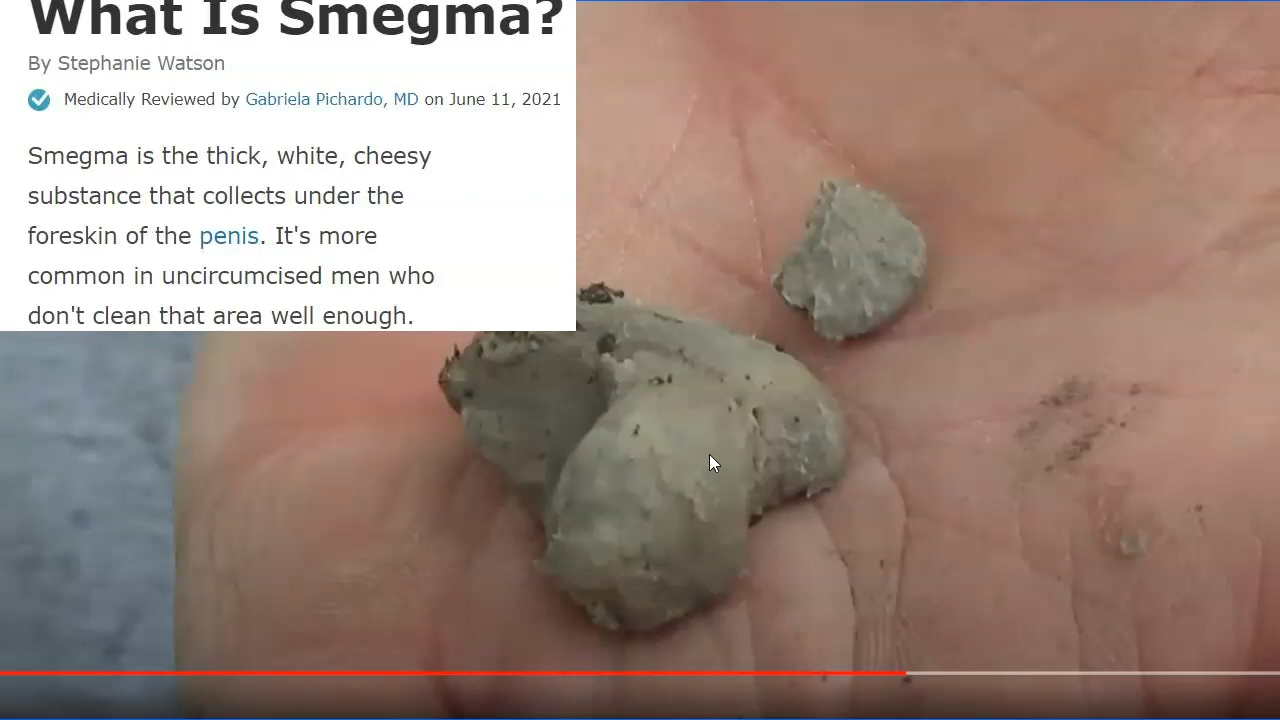 What Is Smegma?
By Stephanie Watson
Medically Reviewed by Gabriela Pichardo, MD on June 11, 2021
Smegma is the thick, white, cheesy
substance that collects under the
foreskin of the penis. It's more
common in uncircumcised men who
don't clean that area well enough.